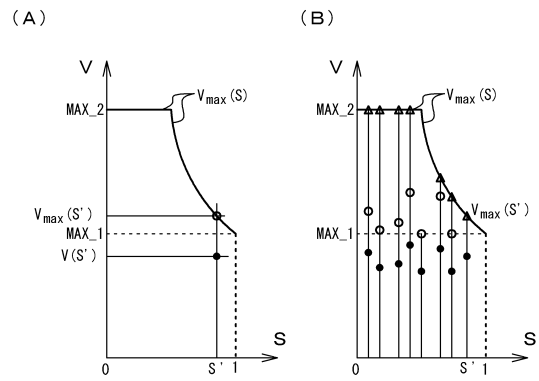 (A)
V
MAX_2
Vmax(S)
Vmax(S')
MAX_1
V(S')
0
S' 1
S
(B)
V
MAX_2
Vmax(S)
Vmax(S')
MAX_1
0
S' 1
S